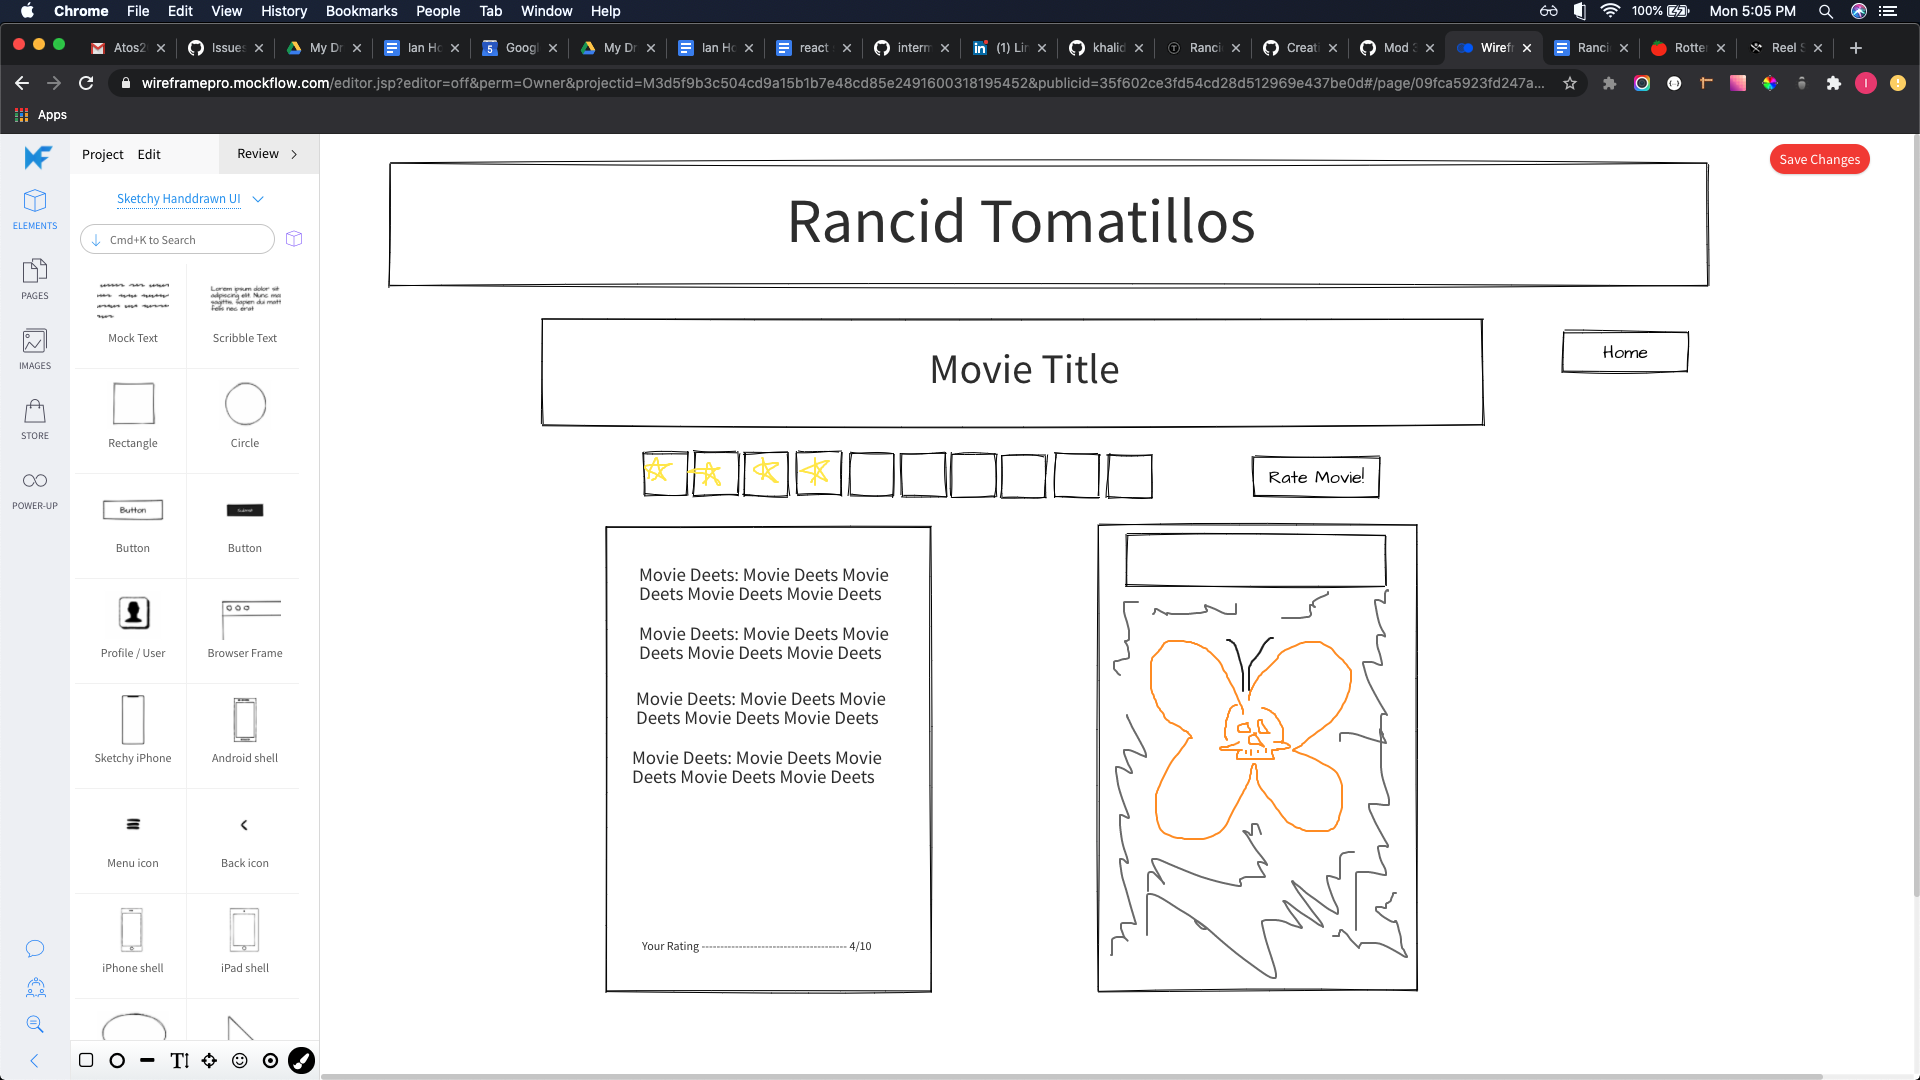 Chrome File Edit View History Bookmarks People Tab Window Help 100% Mon 5:05 PM
Atos2 Issues My Dr Ian Ho 5 Googl My Dr Ian Ho react interm in (1) Lir khalid Ranci Creati Mod 3 Wiref Ranci Rotte Reel S
wireframepro.mockflow.com/editor.jsp?editor=off&perm=Owner&projectid=M3d5f9b3c504cd9a15b1b7e48cd85e2491600318195452&publicid=35f602ce3fd54cd28d512969e437be0d#/page/09fca5923fd247a... I
Apps
Project Edit Review
Save Changes
Sketchy Handdrawn UI
Cmd+K to Search
ELEMENTS
PAGES
IMAGES
STORE
POWER-UP
Lorem ipsum dolor sit
adipiscing elit. Nunc ma
sagittis, sapien dui matt
felis nec erat
Mock Text Scribble Text
Rectangle Circle
Button Submit
Button Button
Profile / User Browser Frame
Sketchy iPhone Android shell
Menu icon Back icon
iPhone shell iPad shell
T
Rancid Tomatillos
Movie Title
Home
Rate Movie!
Movie Deets: Movie Deets Movie
Deets Movie Deets Movie Deets
Movie Deets: Movie Deets Movie
Deets Movie Deets Movie Deets
Movie Deets: Movie Deets Movie
Deets Movie Deets Movie Deets
Movie Deets: Movie Deets Movie
Deets Movie Deets Movie Deets
Your Rating --------------------------------------- 4/10